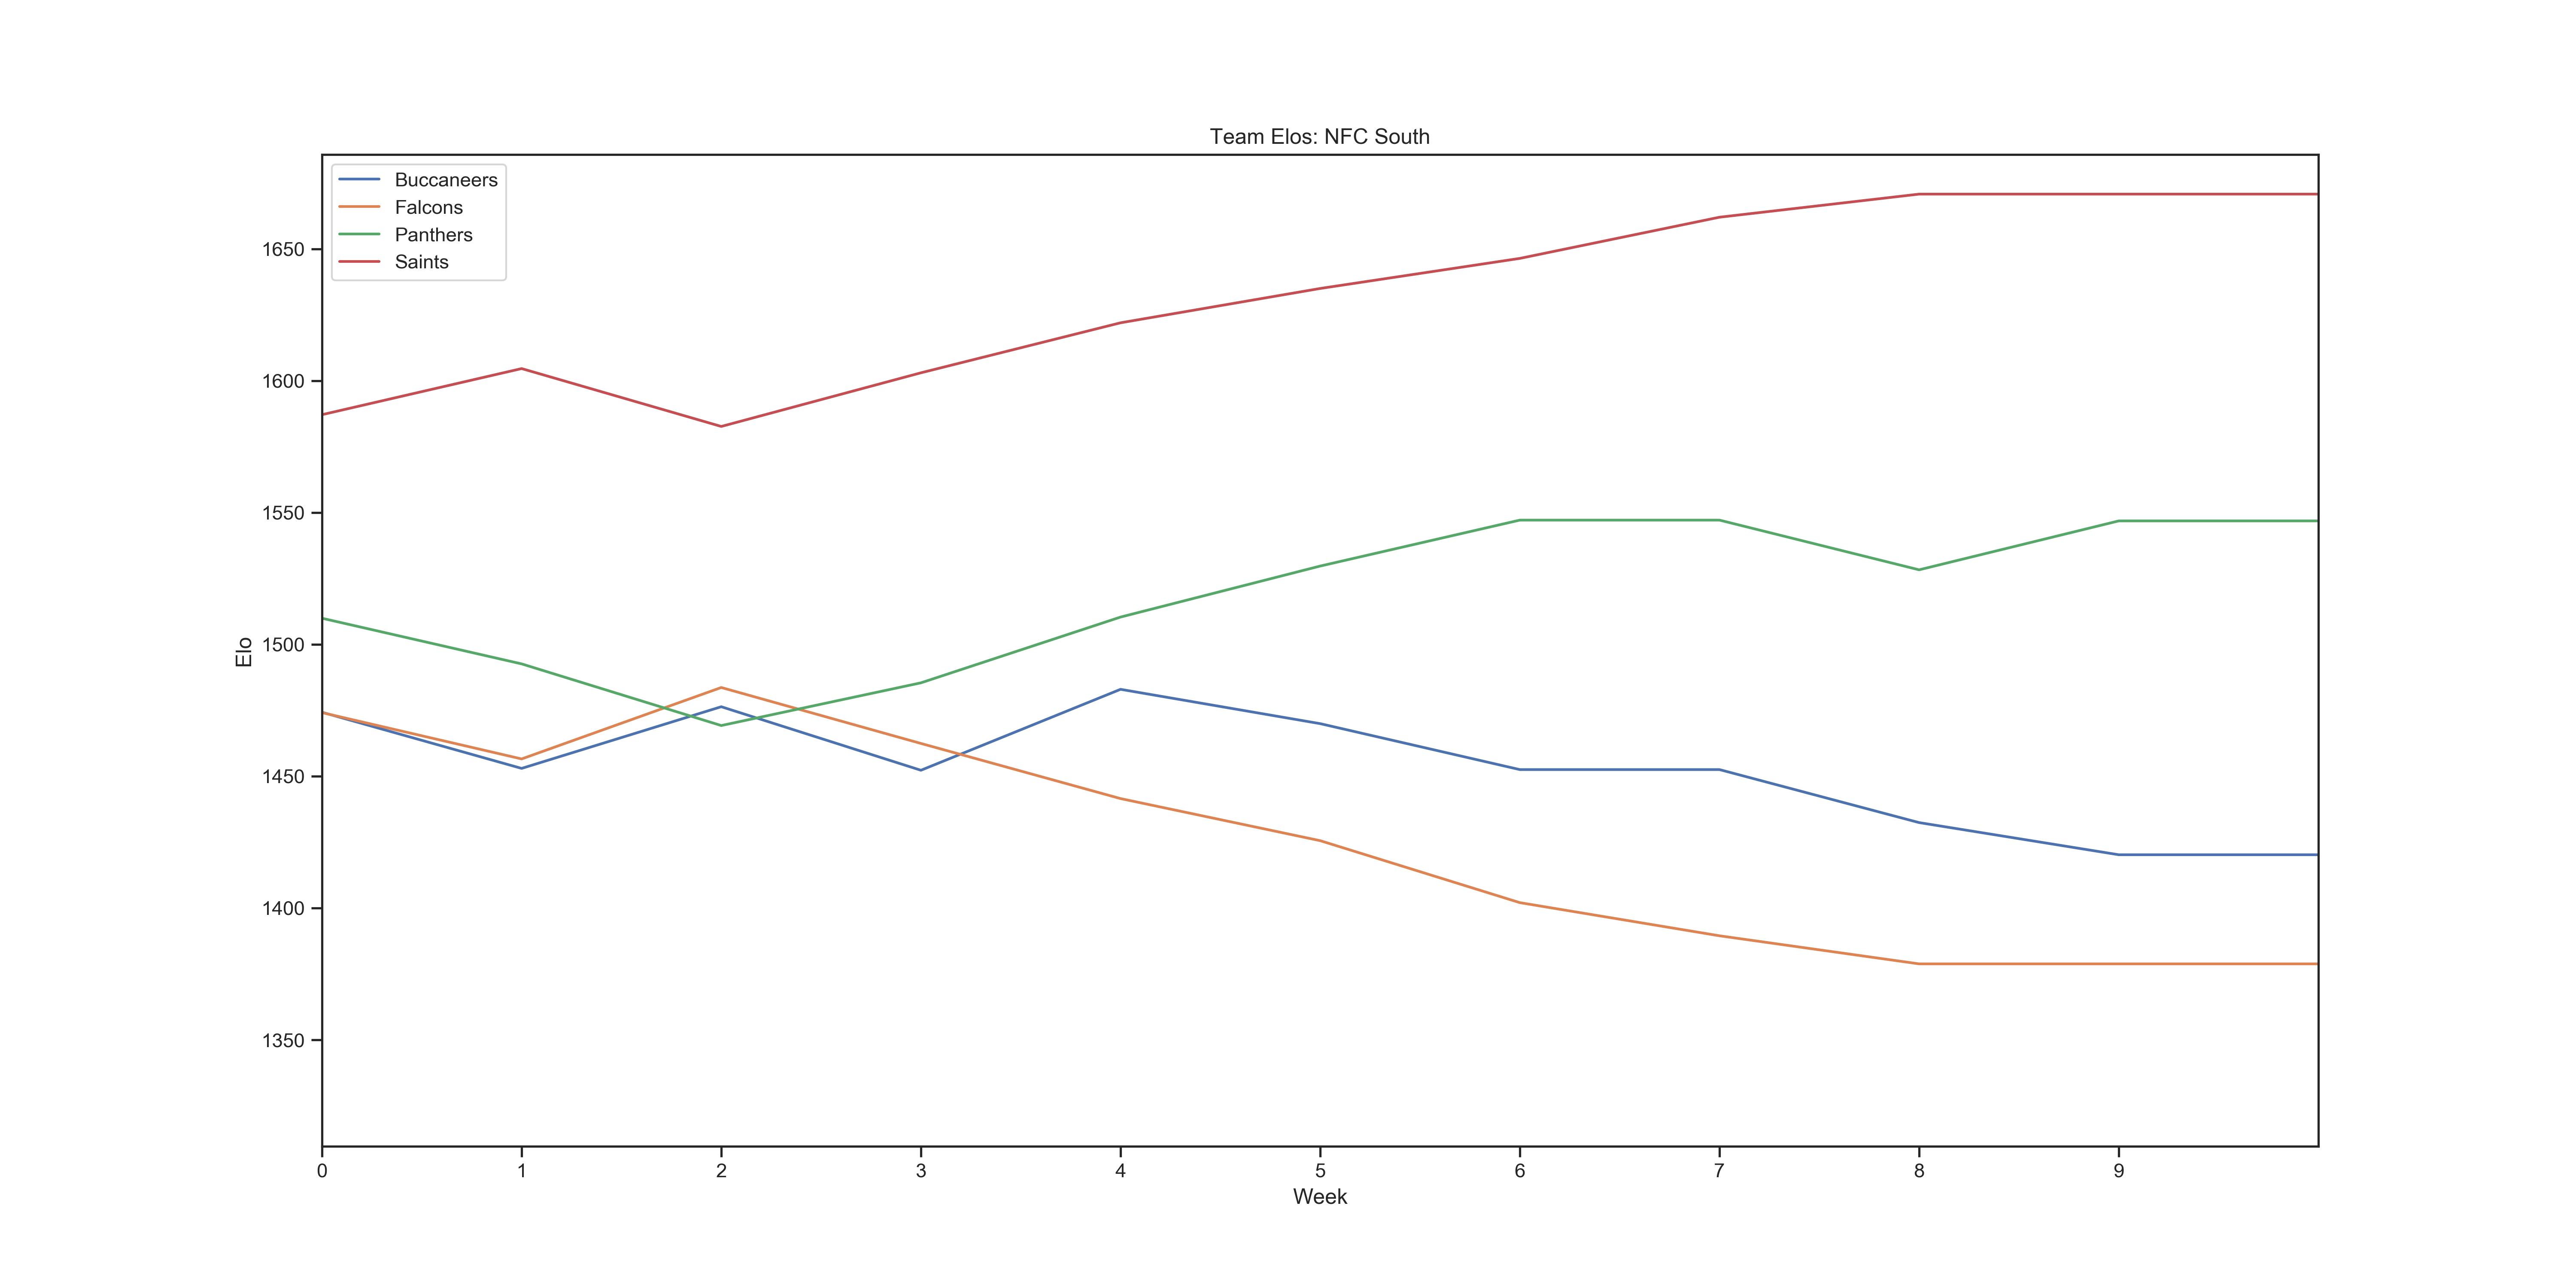 Team Elos: NFC South
Buccaneers
Falcons
Panthers
Saints
1650
1600
1550
1500
1450
1400
1350
Elo
0 1 2 3 4 5 6 7 8 9
Week